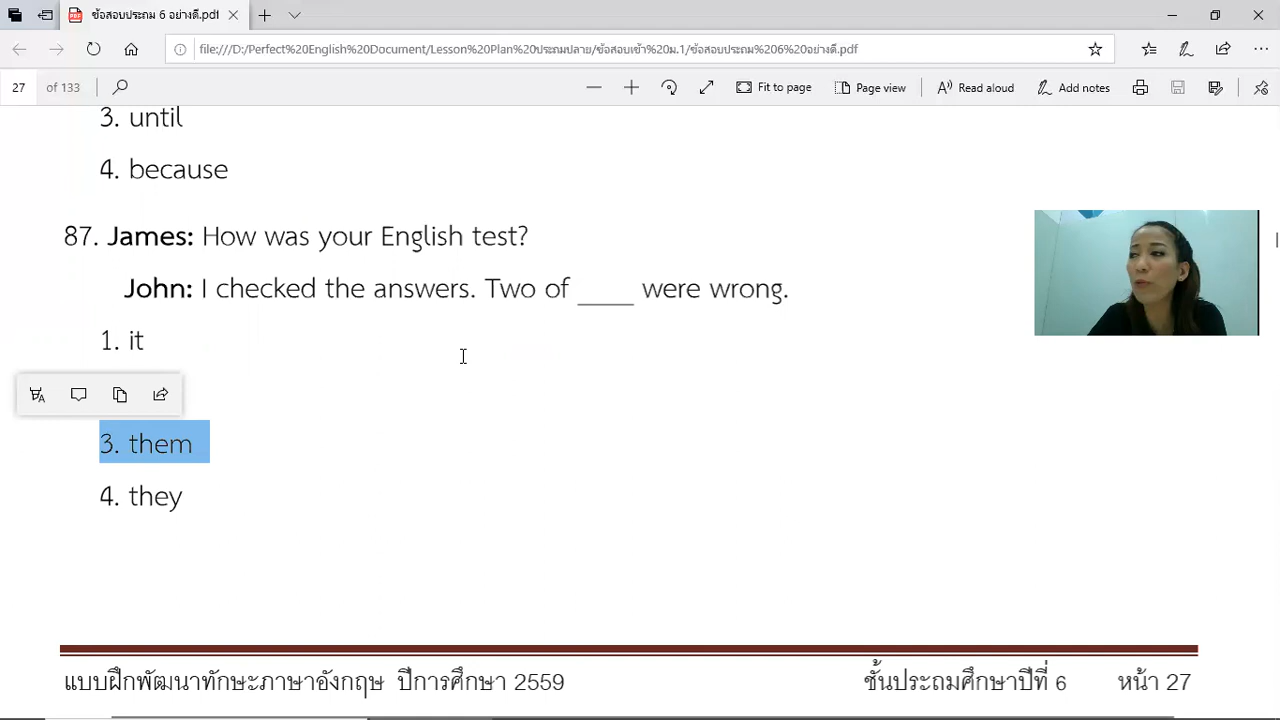 ข้อสอบประถม 6 อย่างดี.pdf
file:///D:/Perfect%20English%20Document/Lesson%20Plan%20ประถมปลาย/ข้อสอบเข้า%20ม.1/ข้อสอบประถม%206%20อย่างดี.pdf
27 of 133 Fit to page Page view Read aloud Add notes
3. until
4. because
87. James: How was your English test?
John: I checked the answers. Two of ____ were wrong.
1. it
3. them
4. they
แบบฝึกพัฒนาทักษะภาษาอังกฤษ ปีการศึกษา 2559 ชั้นประถมศึกษาปีที่ 6 หน้า 27